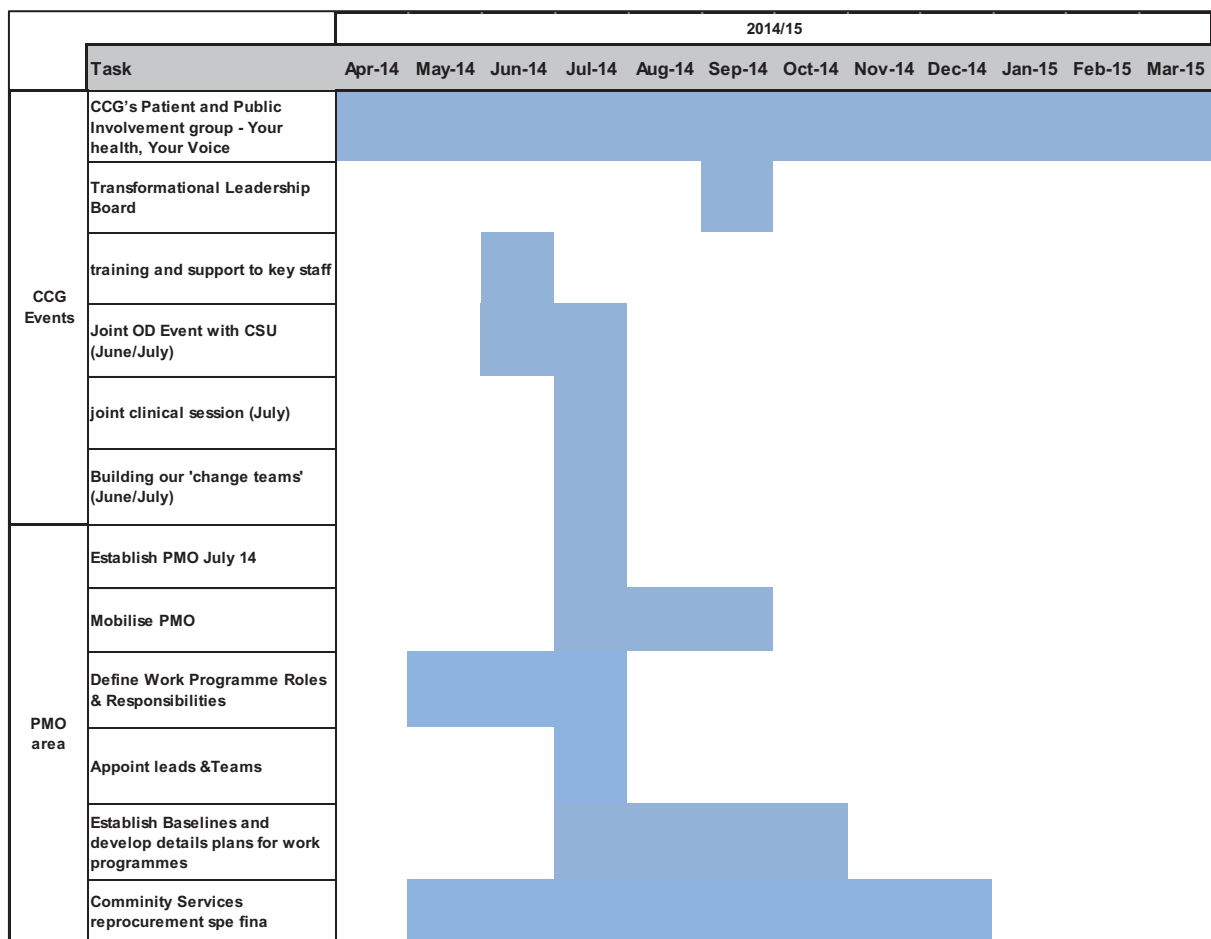 2014/15
Task Apr-14 May-14 Jun-14 Jul-14 Aug-14 Sep-14 Oct-14 Nov-14 Dec-14 Jan-15 Feb-15 Mar-15
CCG
Events
CCG's Patient and Public
Involvement group - Your
health, Your Voice
Transformational Leadership
Board
training and support to key staff
Joint OD Event with CSU
(June/July)
joint clinical session (July)
Building our 'change teams'
(June/July)
PMO
area
Establish PMO July 14
Mobilise PMO
Define Work Programme Roles
& Responsibilities
Appoint leads &Teams
Establish Baselines and
develop details plans for work
programmes
Comminity Services
reprocurement spe fina